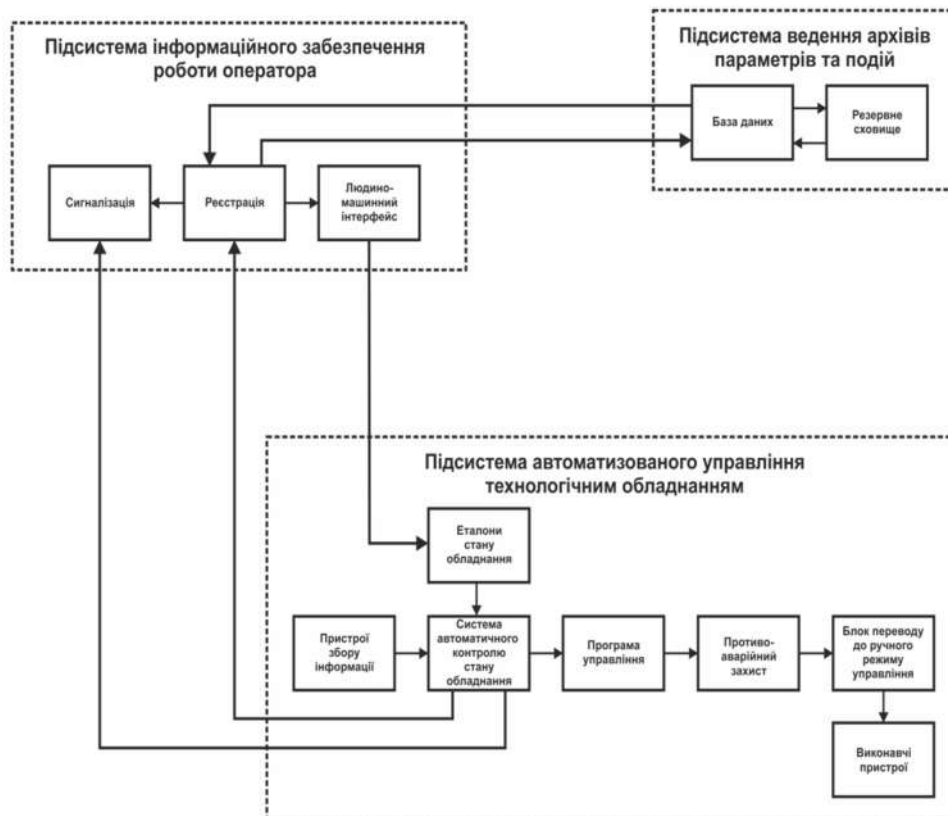 Підсистема інформаційного забезпечення
роботи оператора
Підсистема ведення архівів
параметрів та подій
База даних
Резервне
сховище
Сигналізація
Реєстрація
Людино-
машинний
інтерфейс
Підсистема автоматизованого управління
технологічним обладнанням
Еталони
стану
обладнання
Пристрої
збору
інформації
Система
автоматичного
контролю
стану
обладнання
Програма
управління
Противо-
аварійний
захист
Блок переводу
до ручного
режиму
управління
Виконавчі
пристрої